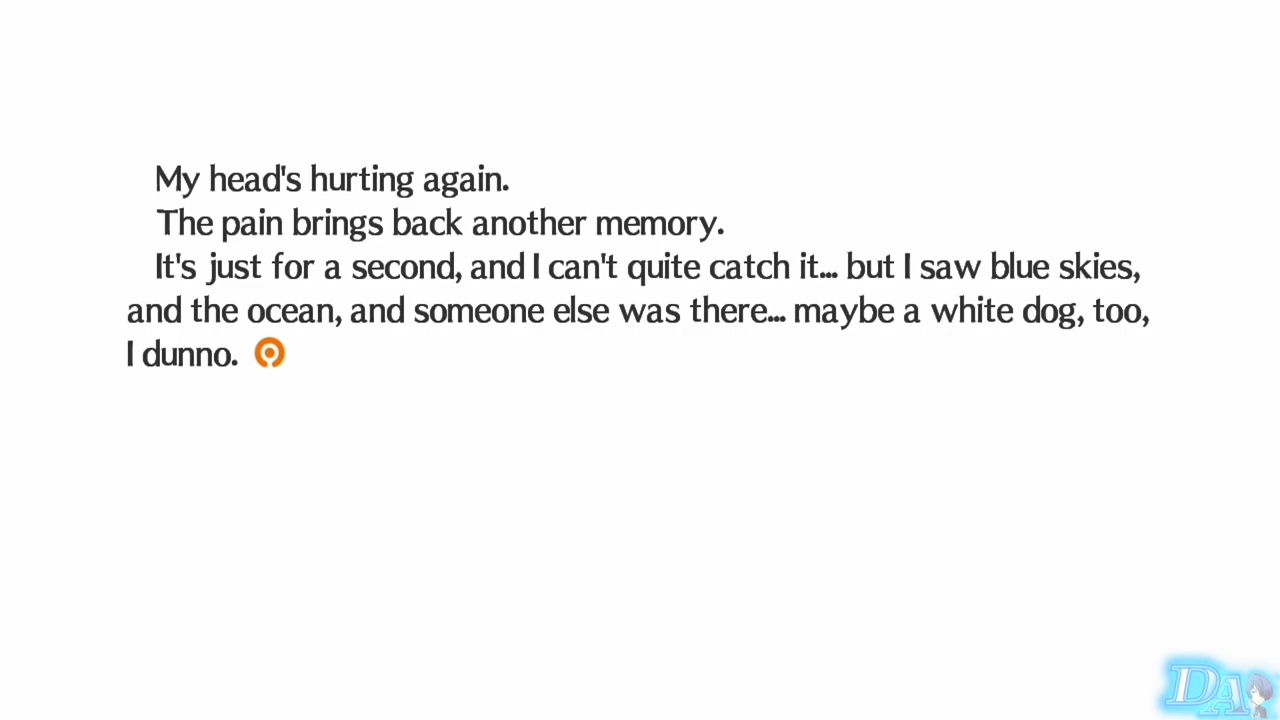 My head's hurting again.
The pain brings back another memory.
It's just for a second, and I can't quite catch it... but I saw blue skies,
and the ocean, and someone else was there... maybe a white dog, too,
I dunno.
DA